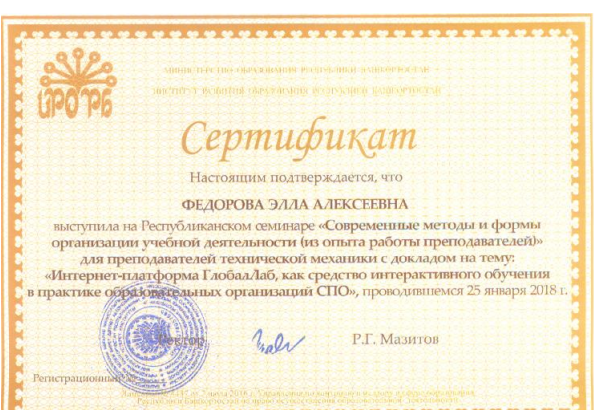 ИРО РБ
МИНИСТЕРСТВО ОБРАЗОВАНИЯ РЕСПУБЛИКИ БАШКОРТОСТАН
ИНСТИТУТ РАЗВИТИЯ ОБРАЗОВАНИЯ РЕСПУБЛИКИ БАШКОРТОСТАН
Сертификат
Настоящим подтверждается, что
ФЕДОРОВА ЭЛЛА АЛЕКСЕЕВНА
выступила на Республиканском семинаре «Современные методы и формы
организации учебной деятельности (из опыта работы преподавателей)»
для преподавателей технической механики с докладом на тему:
«Интернет-платформа ГлобалЛаб, как средство интерактивного обучения
в практике образовательных организаций СПО», проводившемся 25 января 2018 г.
Ректор Р.Г. Мазитов
Регистрационный